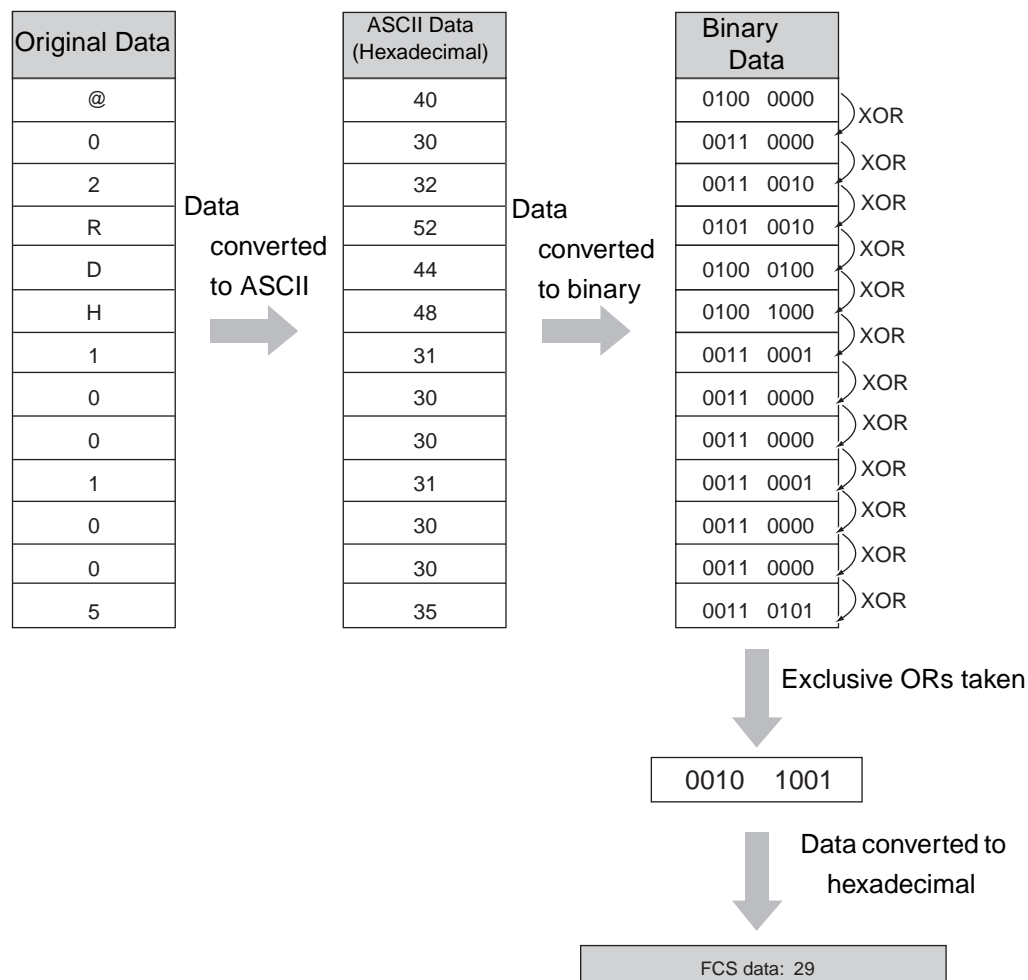 Original Data
ASCII Data
(Hexadecimal)
Binary
Data
@
40
0100 0000
XOR
0
30
0011 0000
XOR
2
32
0011 0010
XOR
R
52
0101 0010
XOR
D
44
0100 0100
XOR
H
48
0100 1000
XOR
1
31
0011 0001
XOR
0
30
0011 0000
XOR
0
30
0011 0000
XOR
1
31
0011 0001
XOR
0
30
0011 0000
XOR
0
30
0011 0000
XOR
5
35
0011 0101
Data
converted
to ASCII
Data
converted
to binary
Exclusive ORs taken
0010 1001
Data converted to
hexadecimal
FCS data: 29